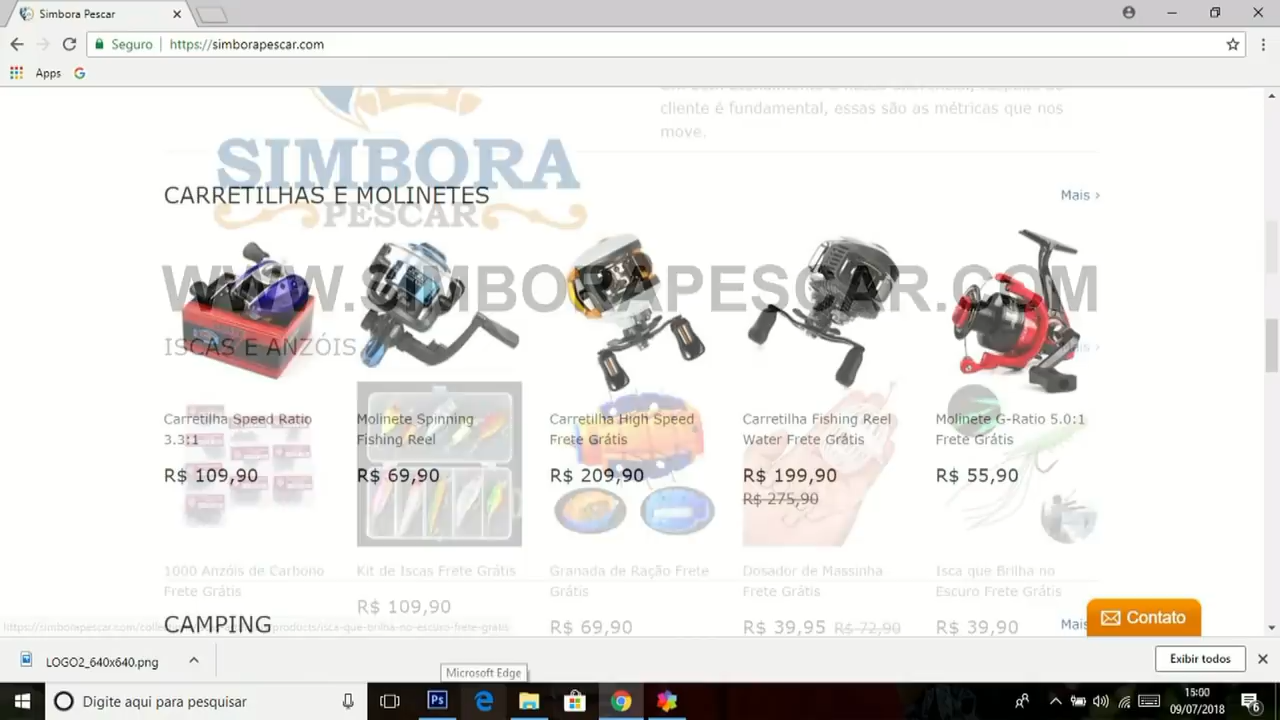 Simbora Pescar
Seguro
https://simborapescar.com
Apps
cliente é fundamental, essas são as métricas que nos
move.
SIMBORA
PESCAR
CARRETILHAS E MOLINETES
Mais ›
WWW.SIMBORAPESCAR.COM
ISCAS E ANZÓIS
Mais ›
Carretilha Speed Ratio
3.3:1
R$ 109,90
Molinete Spinning
Fishing Reel
R$ 69,90
Carretilha High Speed
Frete Grátis
R$ 209,90
Carretilha Fishing Reel
Water Frete Grátis
R$ 199,90
R$ 275,90
Molinete G-Ratio 5.0:1
Frete Grátis
R$ 55,90
1000 Anzóis de Carbono
Frete Grátis
Kit de Iscas Frete Grátis
R$ 109,90
Granada de Ração Frete
Grátis
R$ 69,90
Dosador de Massinha
Frete Grátis
R$ 39,95 R$ 72,90
Isca que Brilha no
Escuro Frete Grátis
R$ 39,90
CAMPING
Mais
Contato
LOGO2_640x640.png
Exibir todos
Microsoft Edge
Digite aqui para pesquisar
Ps
15:00
09/07/2018
6